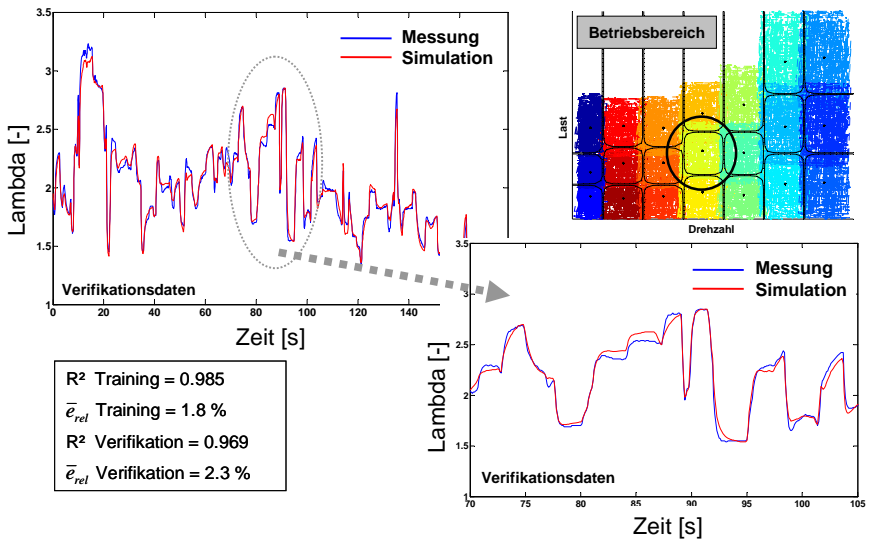 3.5
3
2.5
2
1.5
1
Lambda [-]
Messung
Simulation
Verifikationsdaten
0
20
40
60
80
100
120
140
Zeit [s]
Betriebsbereich
Last
Drehzahl
R² Training = 0.985
e̅rel Training = 1.8 %
R² Verifikation = 0.969
e̅rel Verifikation = 2.3 %
3.5
3
2.5
2
1.5
1
Lambda [-]
Messung
Simulation
Verifikationsdaten
70
75
80
85
90
95
100
105
Zeit [s]